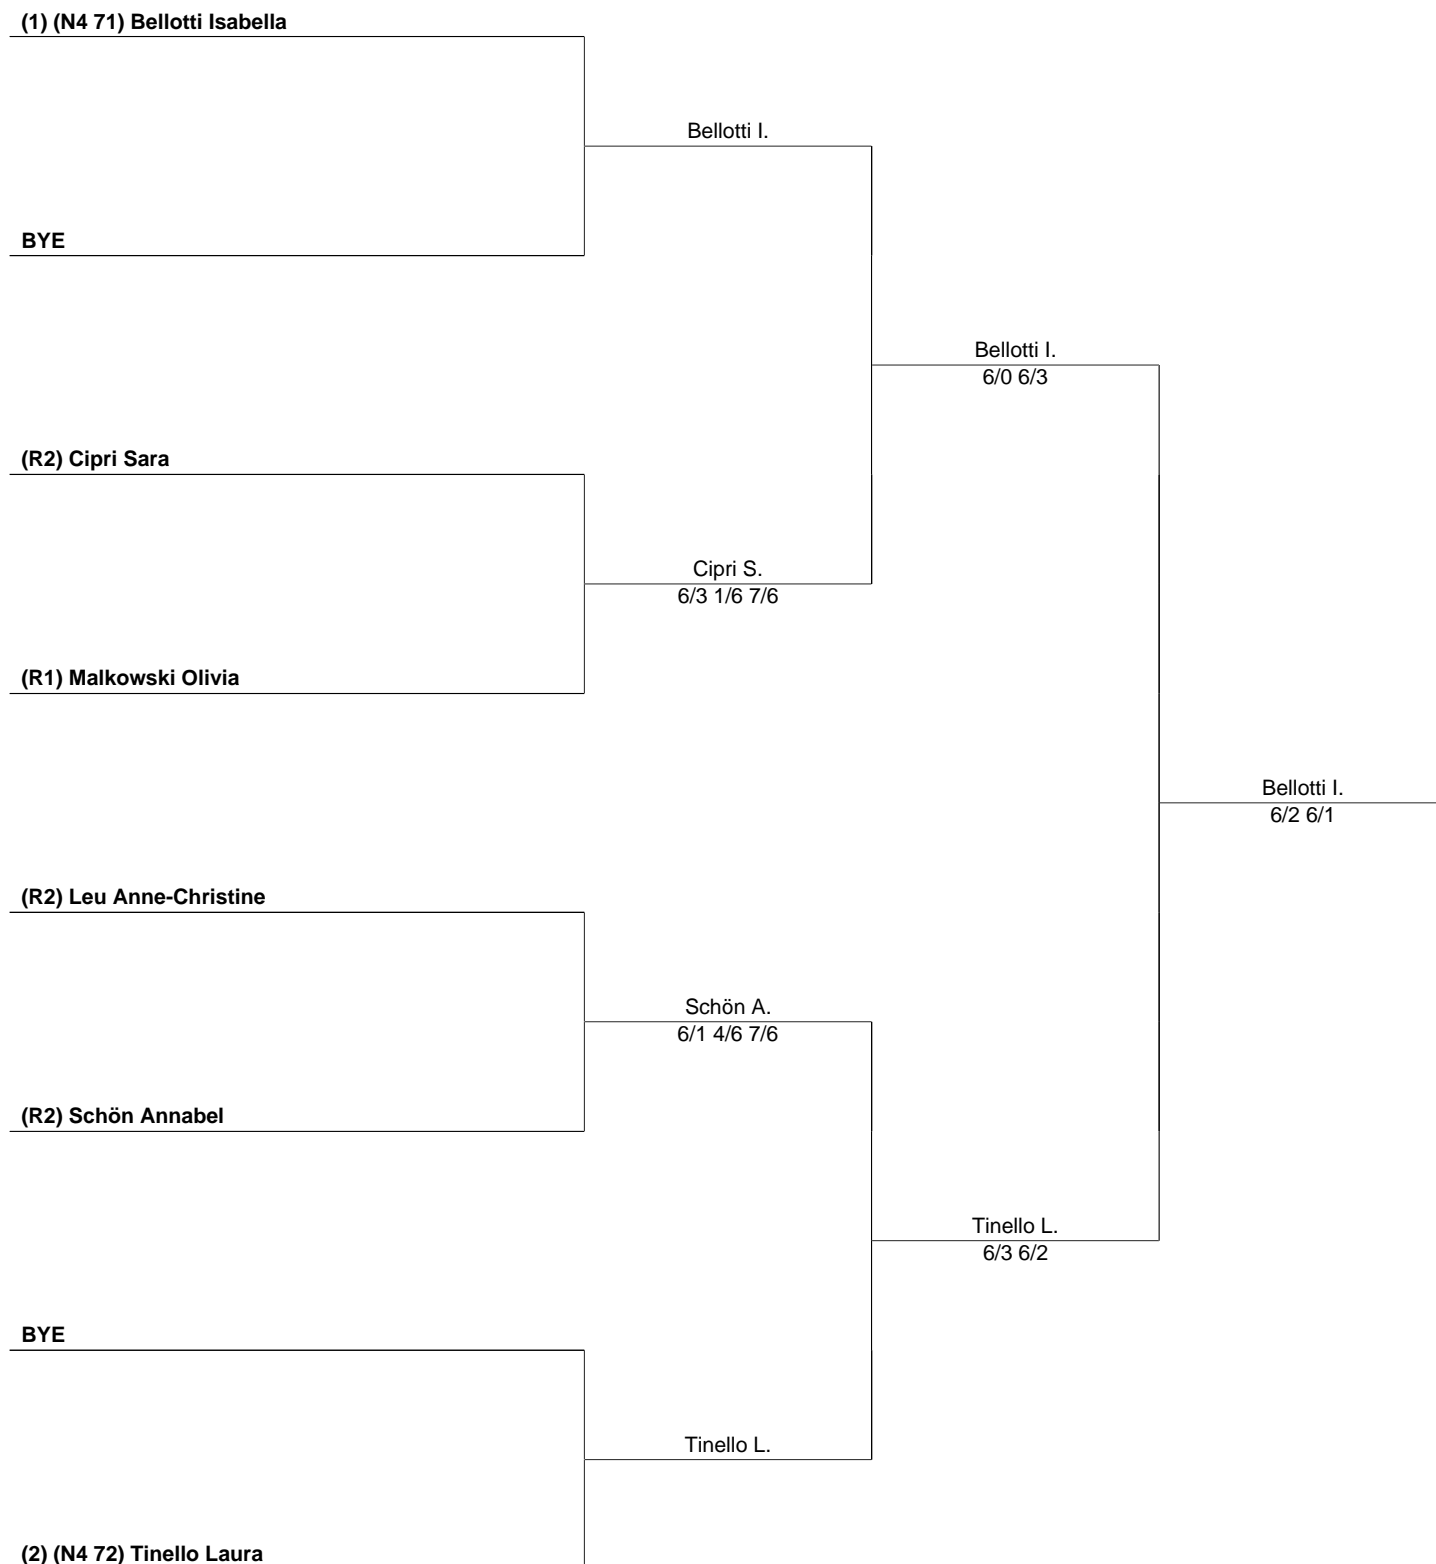 (1) (N4 71) Bellotti Isabella
Bellotti I.
BYE
Bellotti I.
6/0 6/3
(R2) Cipri Sara
Cipri S.
6/3 1/6 7/6
(R1) Malkowski Olivia
Bellotti I.
6/2 6/1
(R2) Leu Anne-Christine
Schön A.
6/1 4/6 7/6
(R2) Schön Annabel
Tinello L.
6/3 6/2
BYE
Tinello L.
(2) (N4 72) Tinello Laura